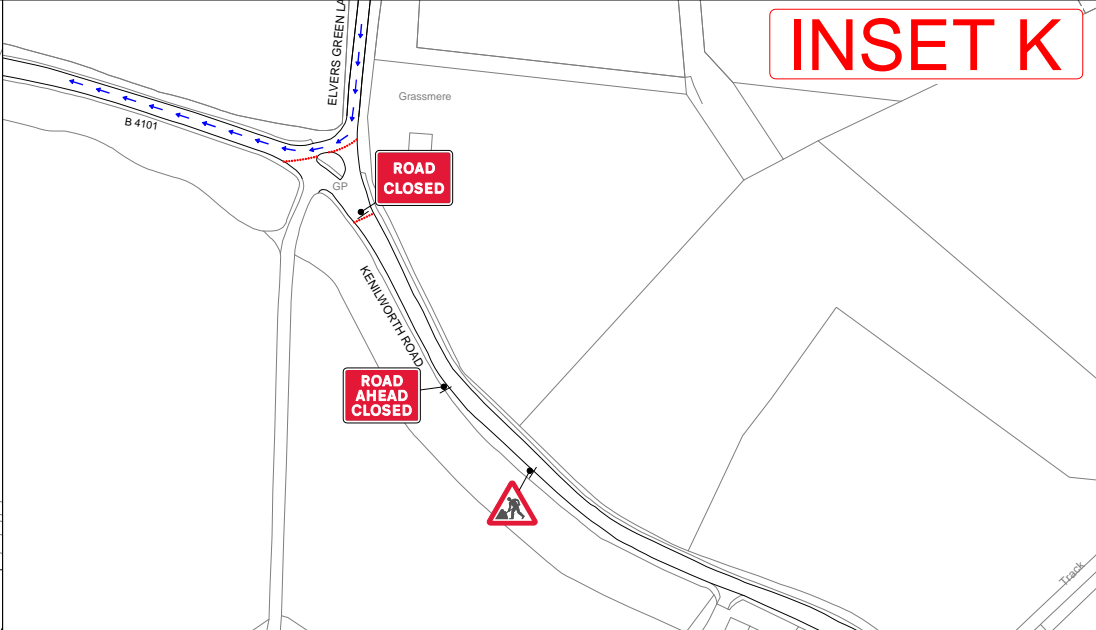 INSET K
ELVERS GREEN LA
Grassmere
B 4101
ROAD
CLOSED
GP
KENILWORTH ROAD
ROAD
AHEAD
CLOSED
Track